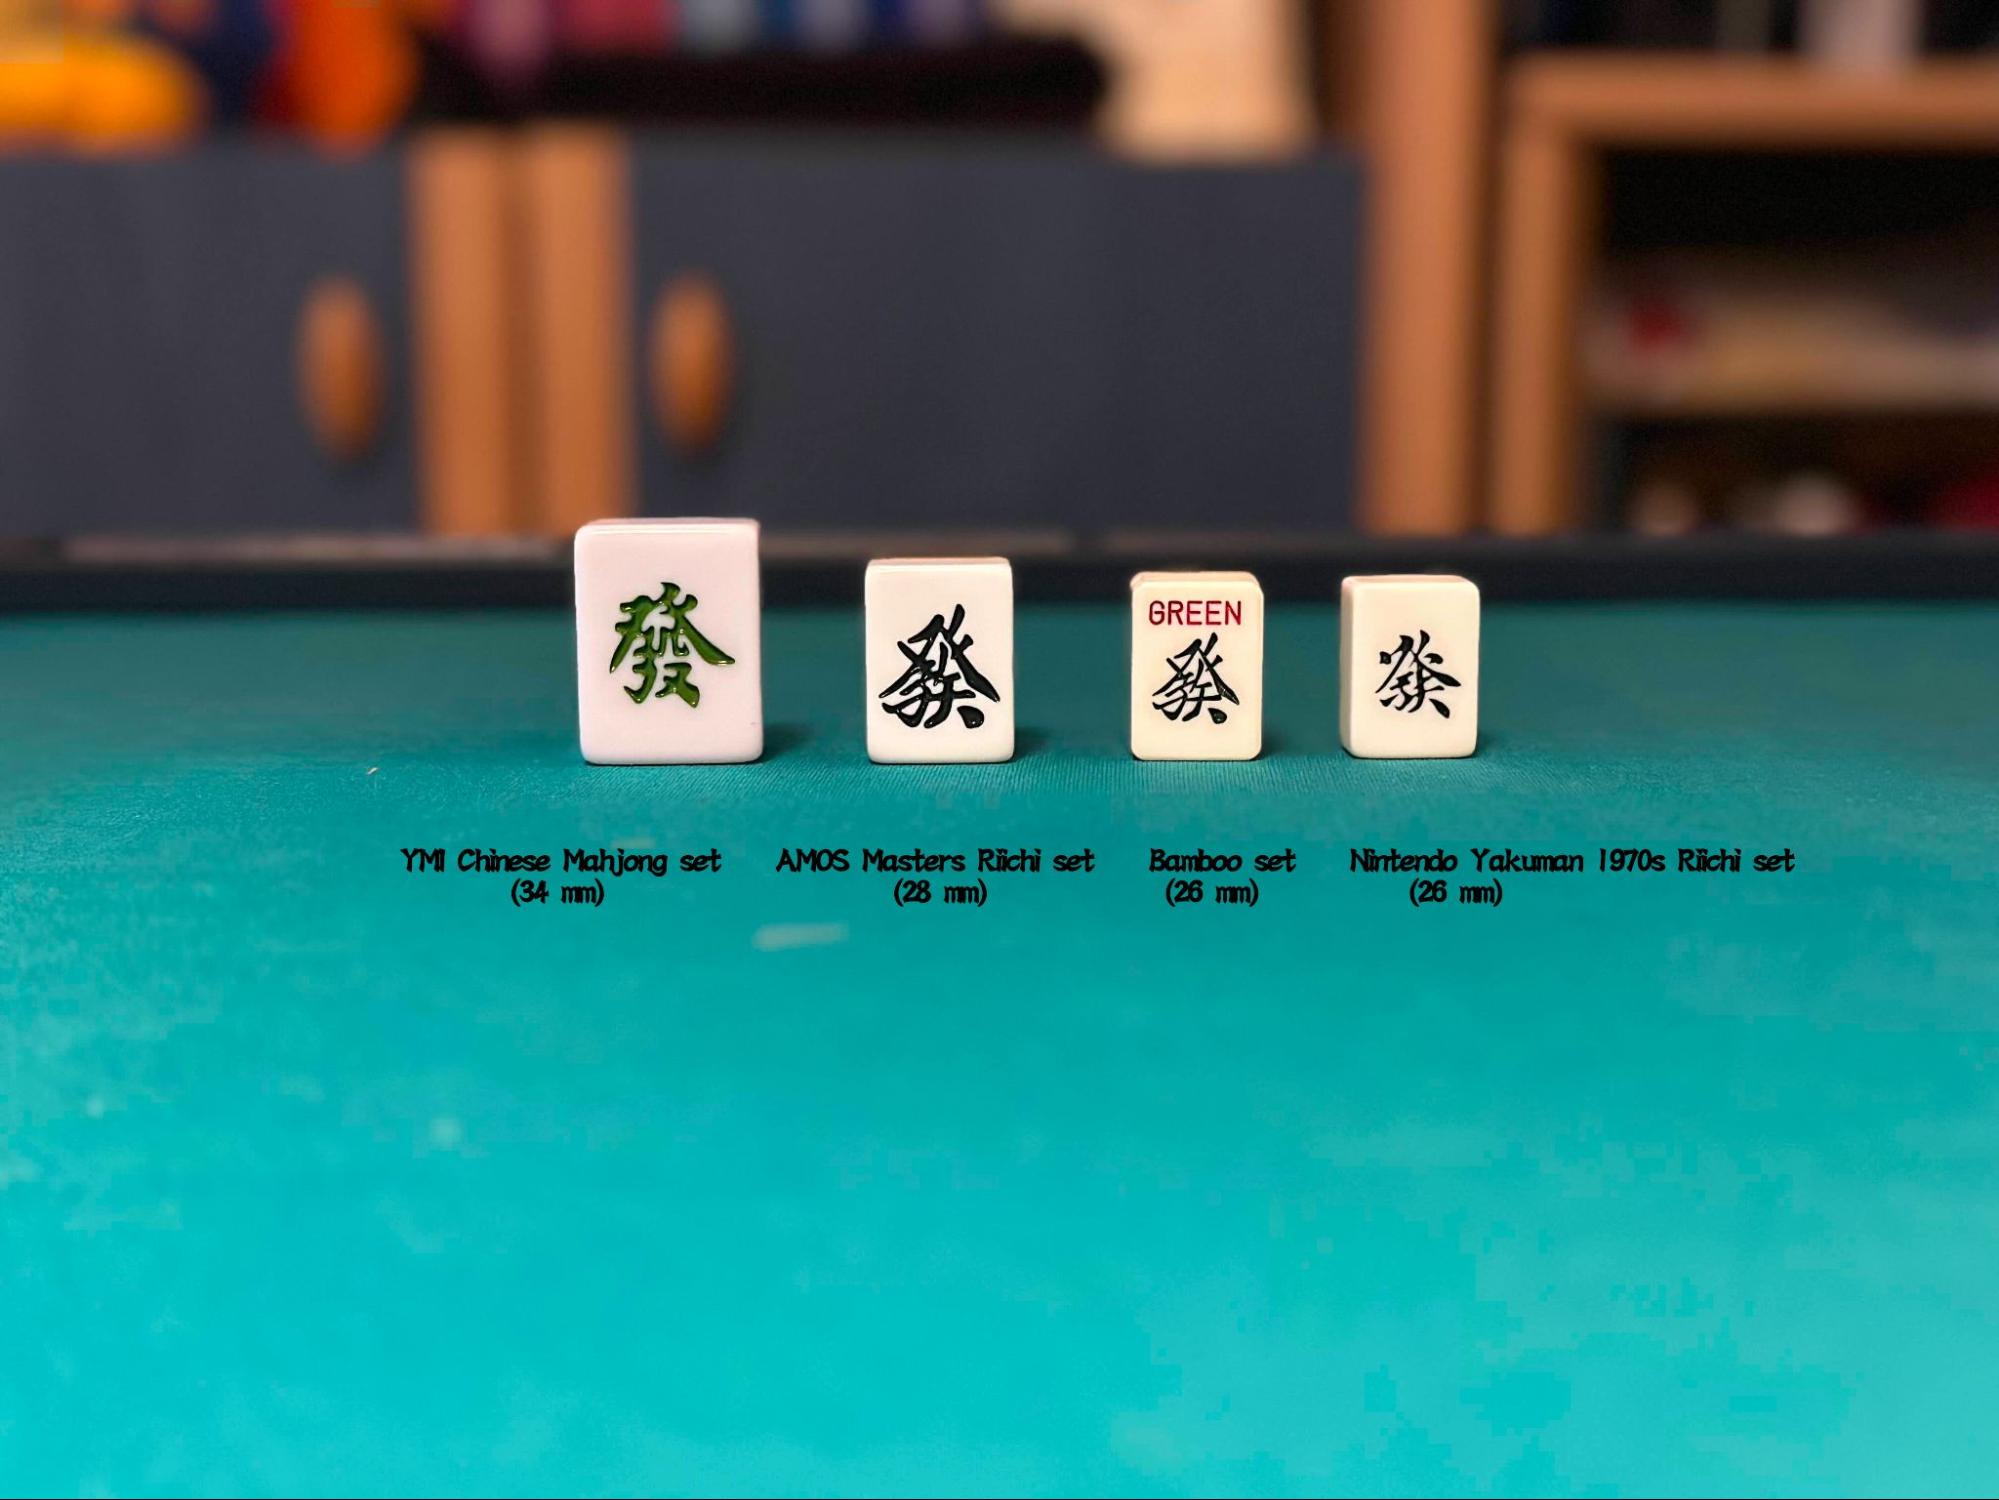 發
發
GREEN
發
發
YMI Chinese Mahjong set
(34 mm)
AMOS Masters Riichi set
(28 mm)
Bamboo set
(26 mm)
Nintendo Yakuman 1970s Riichi set
(26 mm)